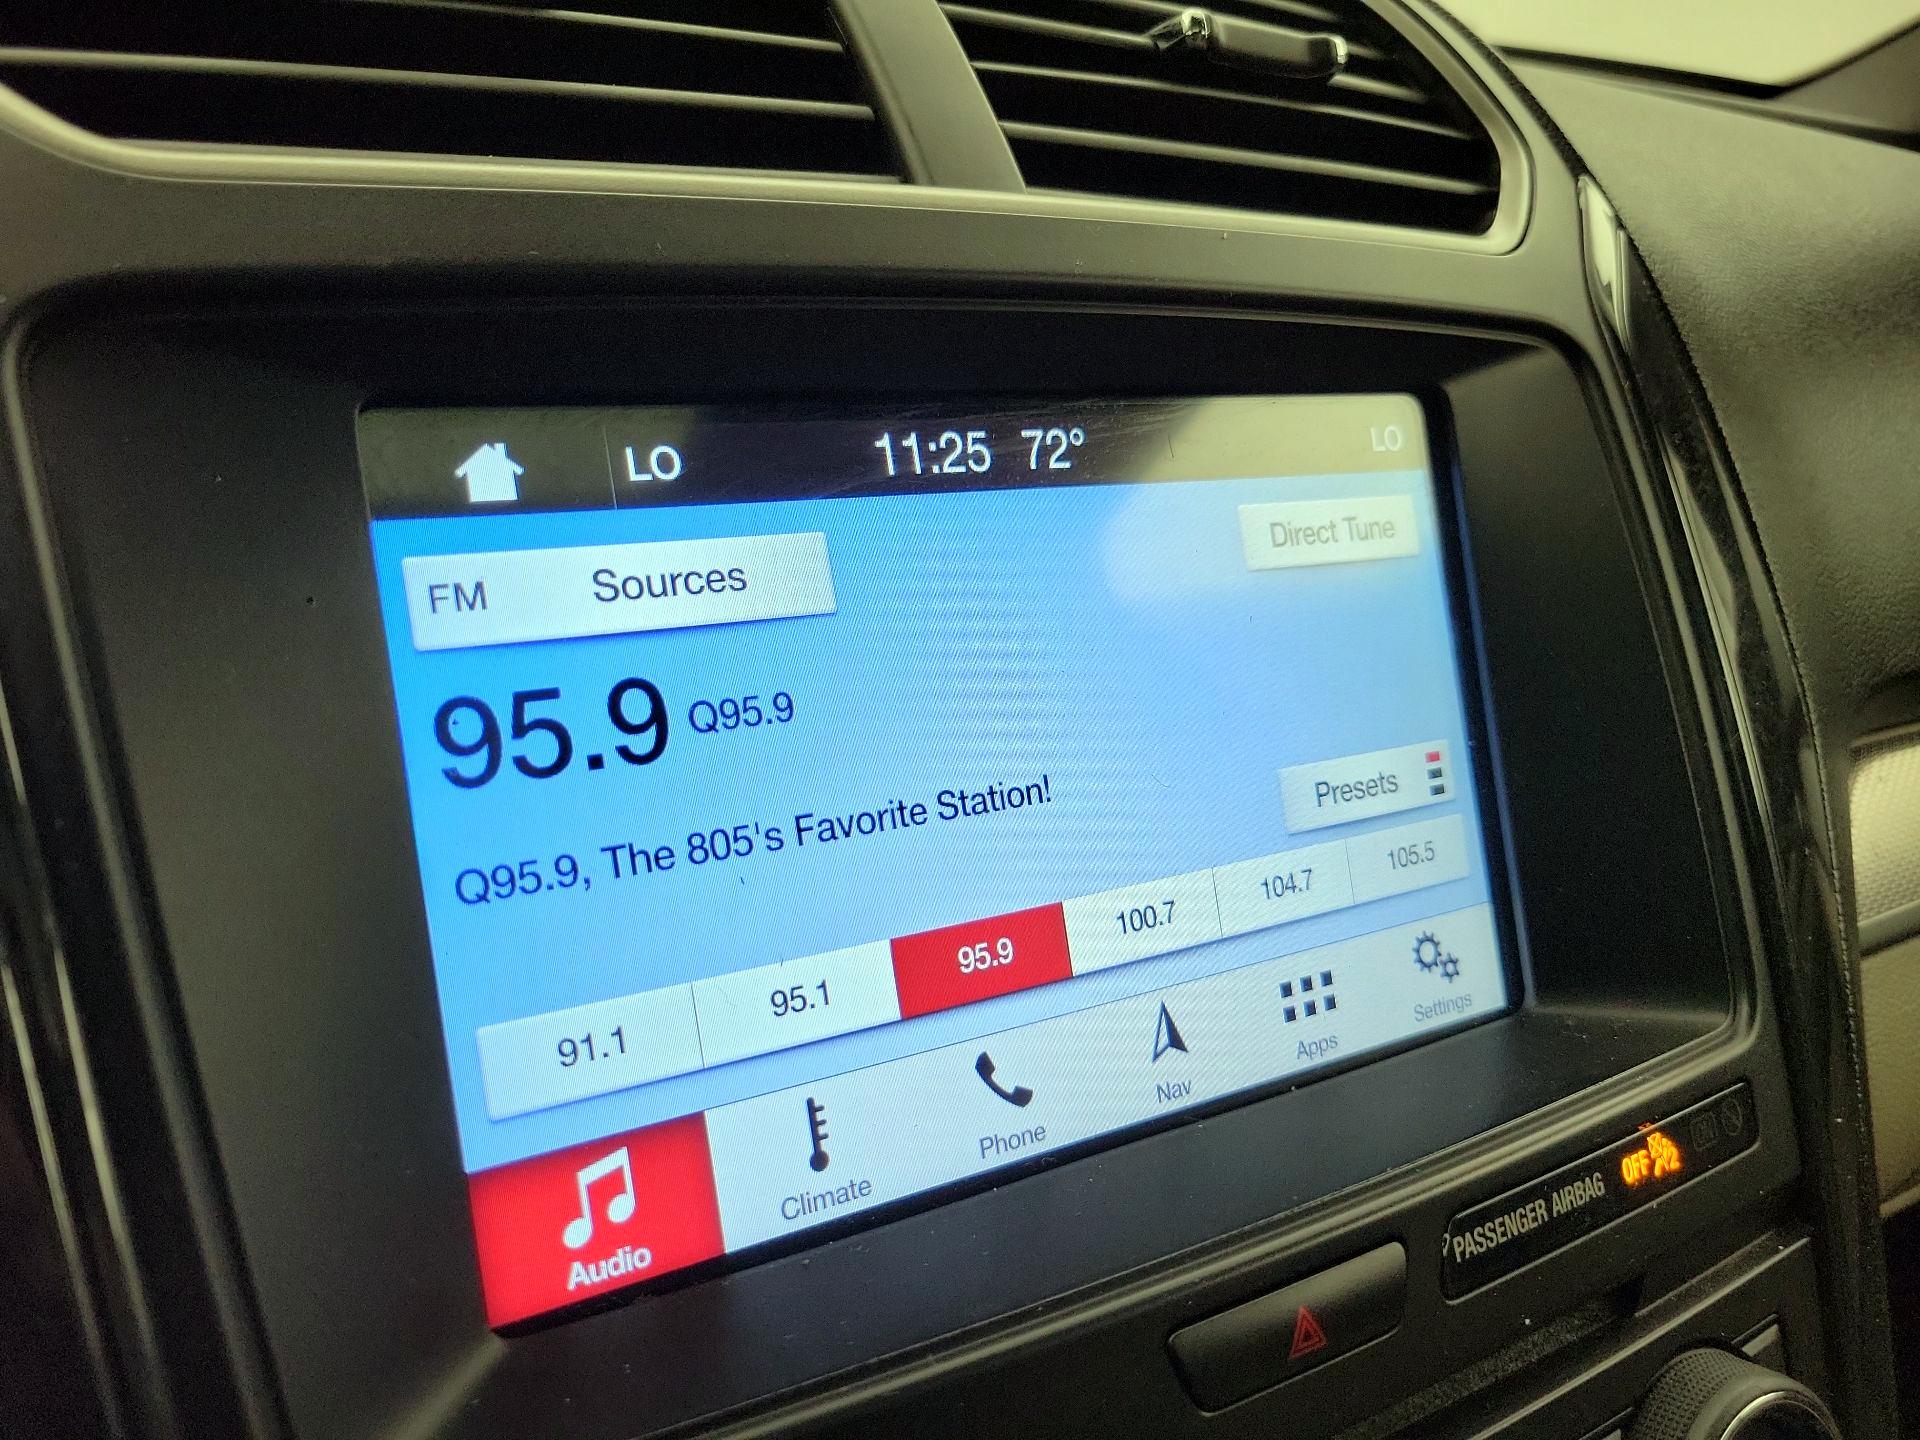 LO 11:25 72° LO
FM Sources Direct Tune
95.9 Q95.9
Q95.9, The 805's Favorite Station!
Presets
91.1 95.1 95.9 100.7 104.7 105.5
Audio Climate Phone Nav Apps Settings
PASSENGER AIRBAG OFF